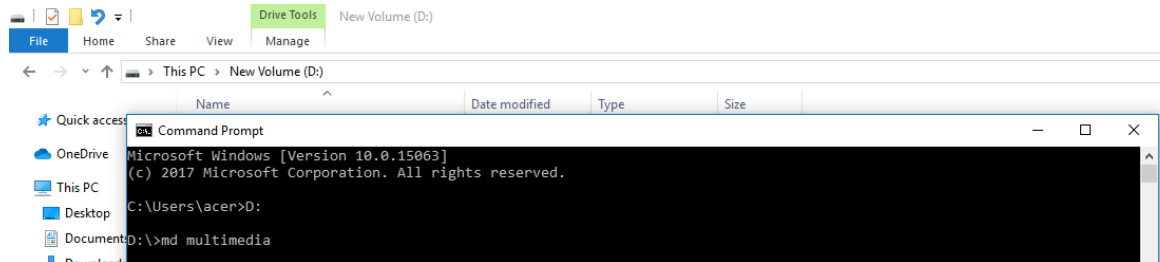 Drive Tools New Volume (D:)
File Home Share View Manage
This PC > New Volume (D:)
Name Date modified Type Size
Quick access
Command Prompt
OneDrive
Microsoft Windows [Version 10.0.15063]
(c) 2017 Microsoft Corporation. All rights reserved.
This PC
C:\Users\acer>D:
Desktop
Document
D:\>md multimedia